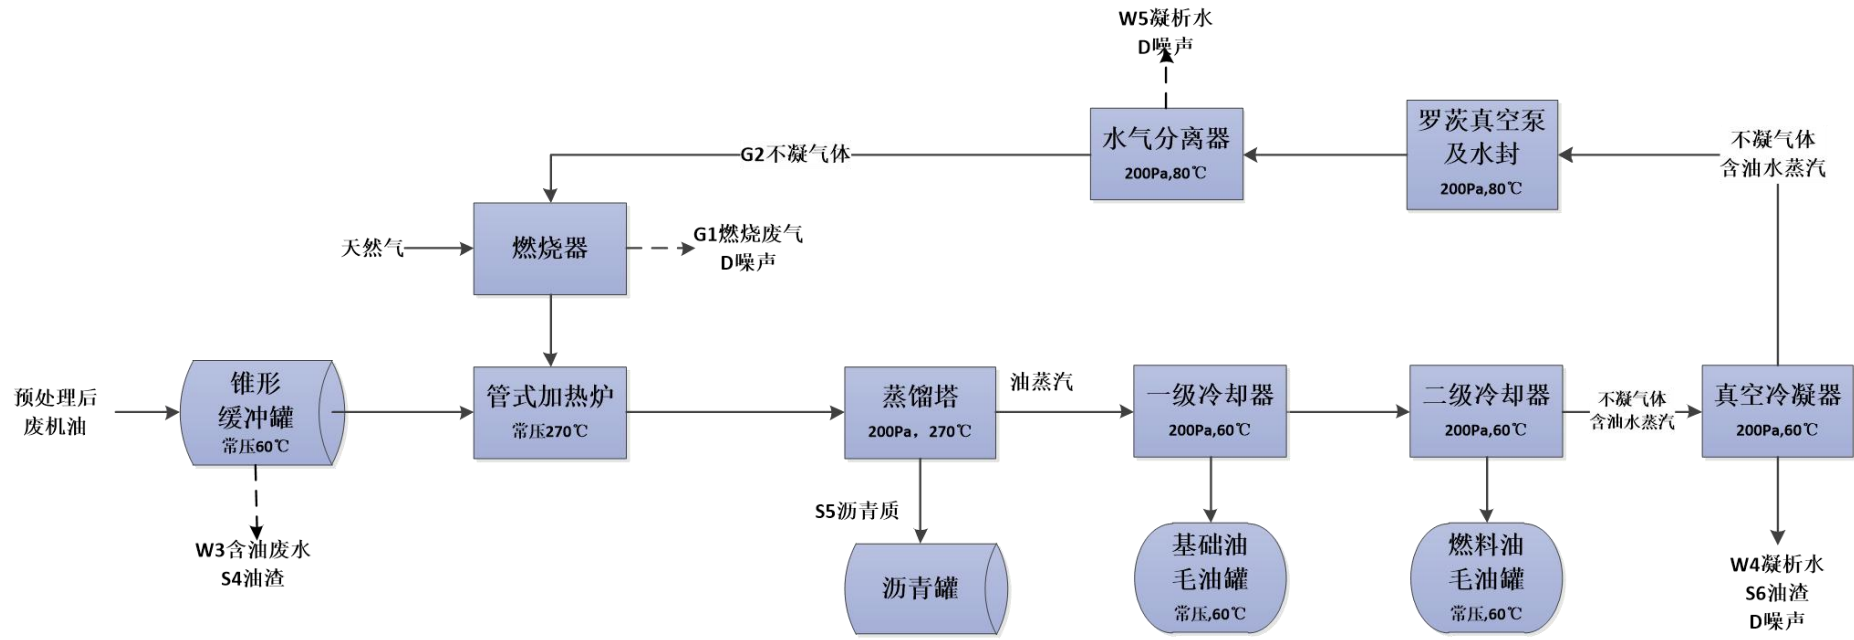 W5凝析水
D噪声
水气分离器
200Pa,80℃
罗茨真空泵
及水封
200Pa,80℃
不凝气体
含油水蒸汽
G2不凝气体
天然气
燃烧器
G1燃烧废气
D噪声
预处理后
废机油
锥形
缓冲罐
常压60℃
管式加热炉
常压270℃
蒸馏塔
200Pa，270℃
油蒸汽
一级冷却器
200Pa,60℃
二级冷却器
200Pa,60℃
不凝气体
含油水蒸汽
真空冷凝器
200Pa,60℃
W3含油废水
S4油渣
S5沥青质
沥青罐
基础油
毛油罐
常压,60℃
燃料油
毛油罐
常压,60℃
W4凝析水
S6油渣
D噪声